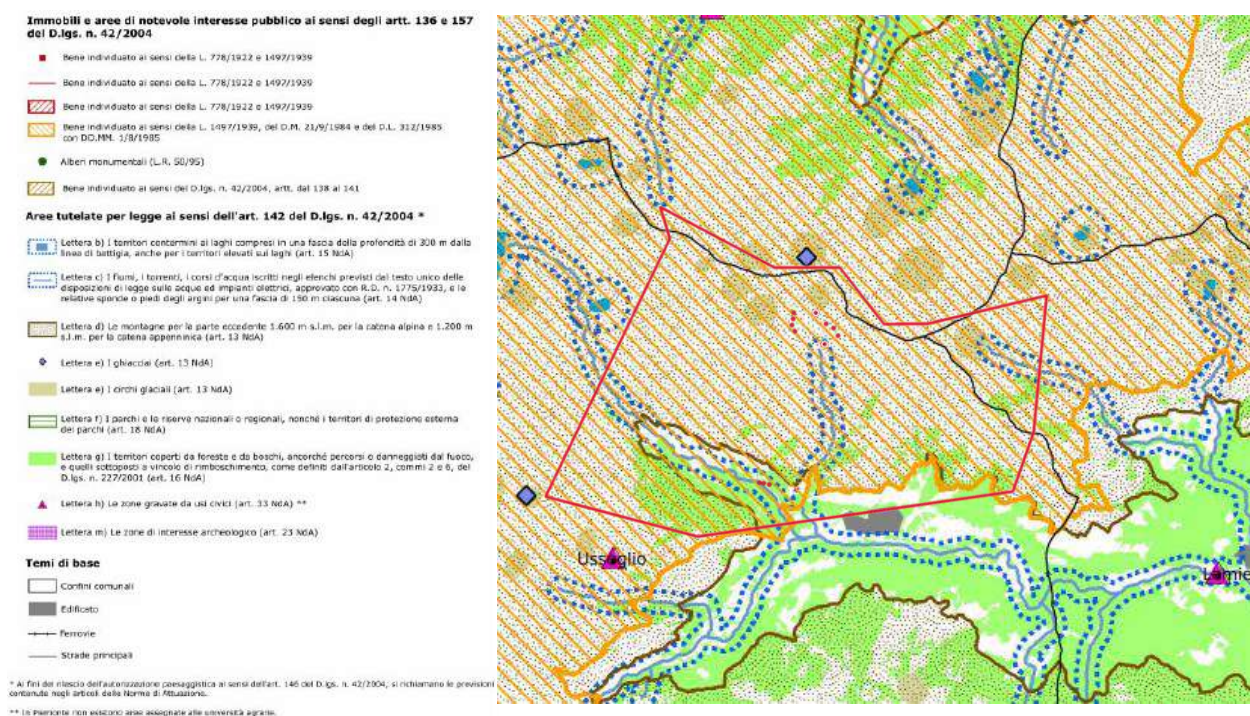 Immobili e aree di notevole interesse pubblico ai sensi degli artt. 136 e 157
del D.lgs. n. 42/2004
Bene individuato ai sensi della L. 778/1922 e 1497/1939
Bene individuato ai sensi della L. 778/1922 e 1497/1939
Bene individuato ai sensi della L. 778/1922 e 1497/1939
Bene individuato ai sensi della L. 1497/1939, del D.M. 21/9/1984 e del D.L. 312/1985
con DD.MM. 1/8/1985
Alberi monumentali (L.R. 50/95)
Bene individuato ai sensi del D.lgs. n. 42/2004, artt. dal 138 al 141
Aree tutelate per legge ai sensi dell'art. 142 del D.lgs. n. 42/2004 *
Lettera b) I territori contermini ai laghi compresi in una fascia della profondità di 300 m dalla
linea di battigia, anche per i territori elevati sui laghi (art. 15 NdA)
Lettera c) I fiumi, i torrenti, i corsi d'acqua iscritti negli elenchi previsti dal testo unico delle
disposizioni di legge sulle acque ed impianti elettrici, approvato con R.D. n. 1775/1933, e le
relative sponde o piedi degli argini per una fascia di 150 m ciascuna (art. 14 NdA)
Lettera d) Le montagne per la parte eccedente 1.600 m s.l.m. per la catena alpina e 1.200 m
s.l.m. per la catena appenninica (art. 13 NdA)
Lettera e) I ghiacciai (art. 13 NdA)
Lettera e) I circhi glaciali (art. 13 NdA)
Lettera f) I parchi e le riserve nazionali o regionali, nonché i territori di protezione esterna
dei parchi (art. 18 NdA)
Lettera g) I territori coperti da foreste e da boschi, ancorché percorsi o danneggiati dal fuoco,
e quelli sottoposti a vincolo di rimboschimento, come definiti dall'articolo 2, commi 2 e 6, del
D.lgs. n. 227/2001 (art. 16 NdA)
Lettera h) Le zone gravate da usi civici (art. 33 NdA) **
Lettera m) Le zone di interesse archeologico (art. 23 NdA)
Temi di base
Confini comunali
Edificato
Ferrovie
Strade principali
* Ai fini del rilascio dell'autorizzazione paesaggistica ai sensi dell'art. 146 del D.lgs. n. 42/2004, si richiamano le previsioni
contenute negli articoli delle Norme di Attuazione.
** In Piemonte non esistono aree assegnate alle università agrarie.
Usseglio
Lemie